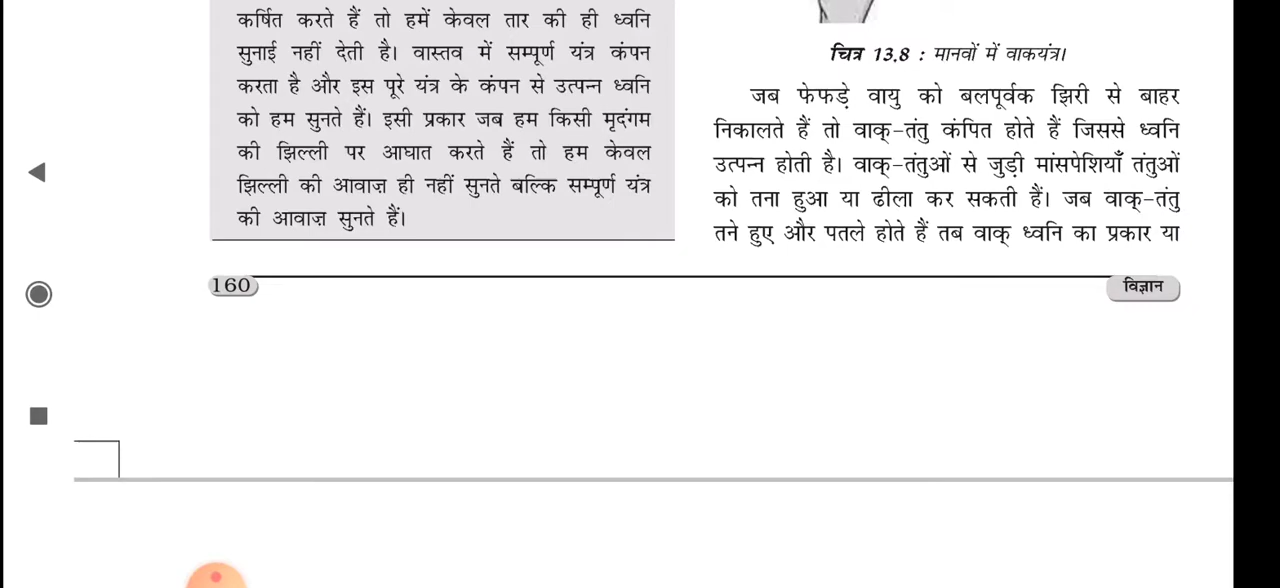 कर्षित करते हैं तो हमें केवल तार की ही ध्वनि
सुनाई नहीं देती है। वास्तव में सम्पूर्ण यंत्र कंपन
करता है और इस पूरे यंत्र के कंपन से उत्पन्न ध्वनि
को हम सुनते हैं। इसी प्रकार जब हम किसी मृदंगम
की झिल्ली पर आघात करते हैं तो हम केवल
झिल्ली की आवाज़ ही नहीं सुनते बल्कि सम्पूर्ण यंत्र
की आवाज़ सुनते हैं।
चित्र 13.8 : मानवों में वाकयंत्र।
जब फेफड़े वायु को बलपूर्वक झिरी से बाहर
निकालते हैं तो वाक्-तंतु कंपित होते हैं जिससे ध्वनि
उत्पन्न होती है। वाक्-तंतुओं से जुड़ी मांसपेशियाँ तंतुओं
को तना हुआ या ढीला कर सकती हैं। जब वाक्-तंतु
तने हुए और पतले होते हैं तब वाक् ध्वनि का प्रकार या
160
विज्ञान